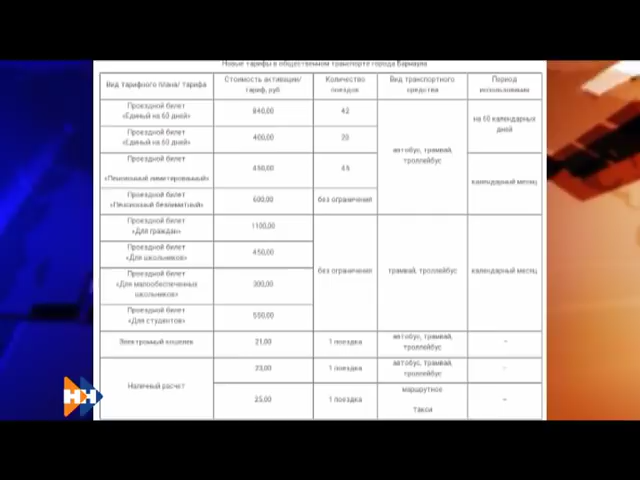 Новые тарифы в общественном транспорте города Барнаула
Вид тарифного плана/ тарифа
Стоимость активации/
тариф, руб
Количество
поездок
Вид транспортного
средства
Период
использования
Проездной билет
«Единый на 60 дней»
840,00
42
автобус, трамвай,
троллейбус
на 60 календарных
дней
Проездной билет
«Единый на 60 дней»
400,00
20
Проездной билет
«Пенсионный лимитированный»
450,00
45
календарный месяц
Проездной билет
«Пенсионный безлимитный»
600,00
без ограничения
Проездной билет
«Для граждан»
1100,00
без ограничения
трамвай, троллейбус
календарный месяц
Проездной билет
«Для школьников»
450,00
Проездной билет
«Для малообеспеченных
школьников»
300,00
Проездной билет
«Для студентов»
550,00
Электронный кошелек
21,00
1 поездка
автобус, трамвай,
троллейбус
–
Наличный расчет
23,00
1 поездка
автобус, трамвай,
троллейбус
–
25,00
1 поездка
маршрутное
такси
–
НН